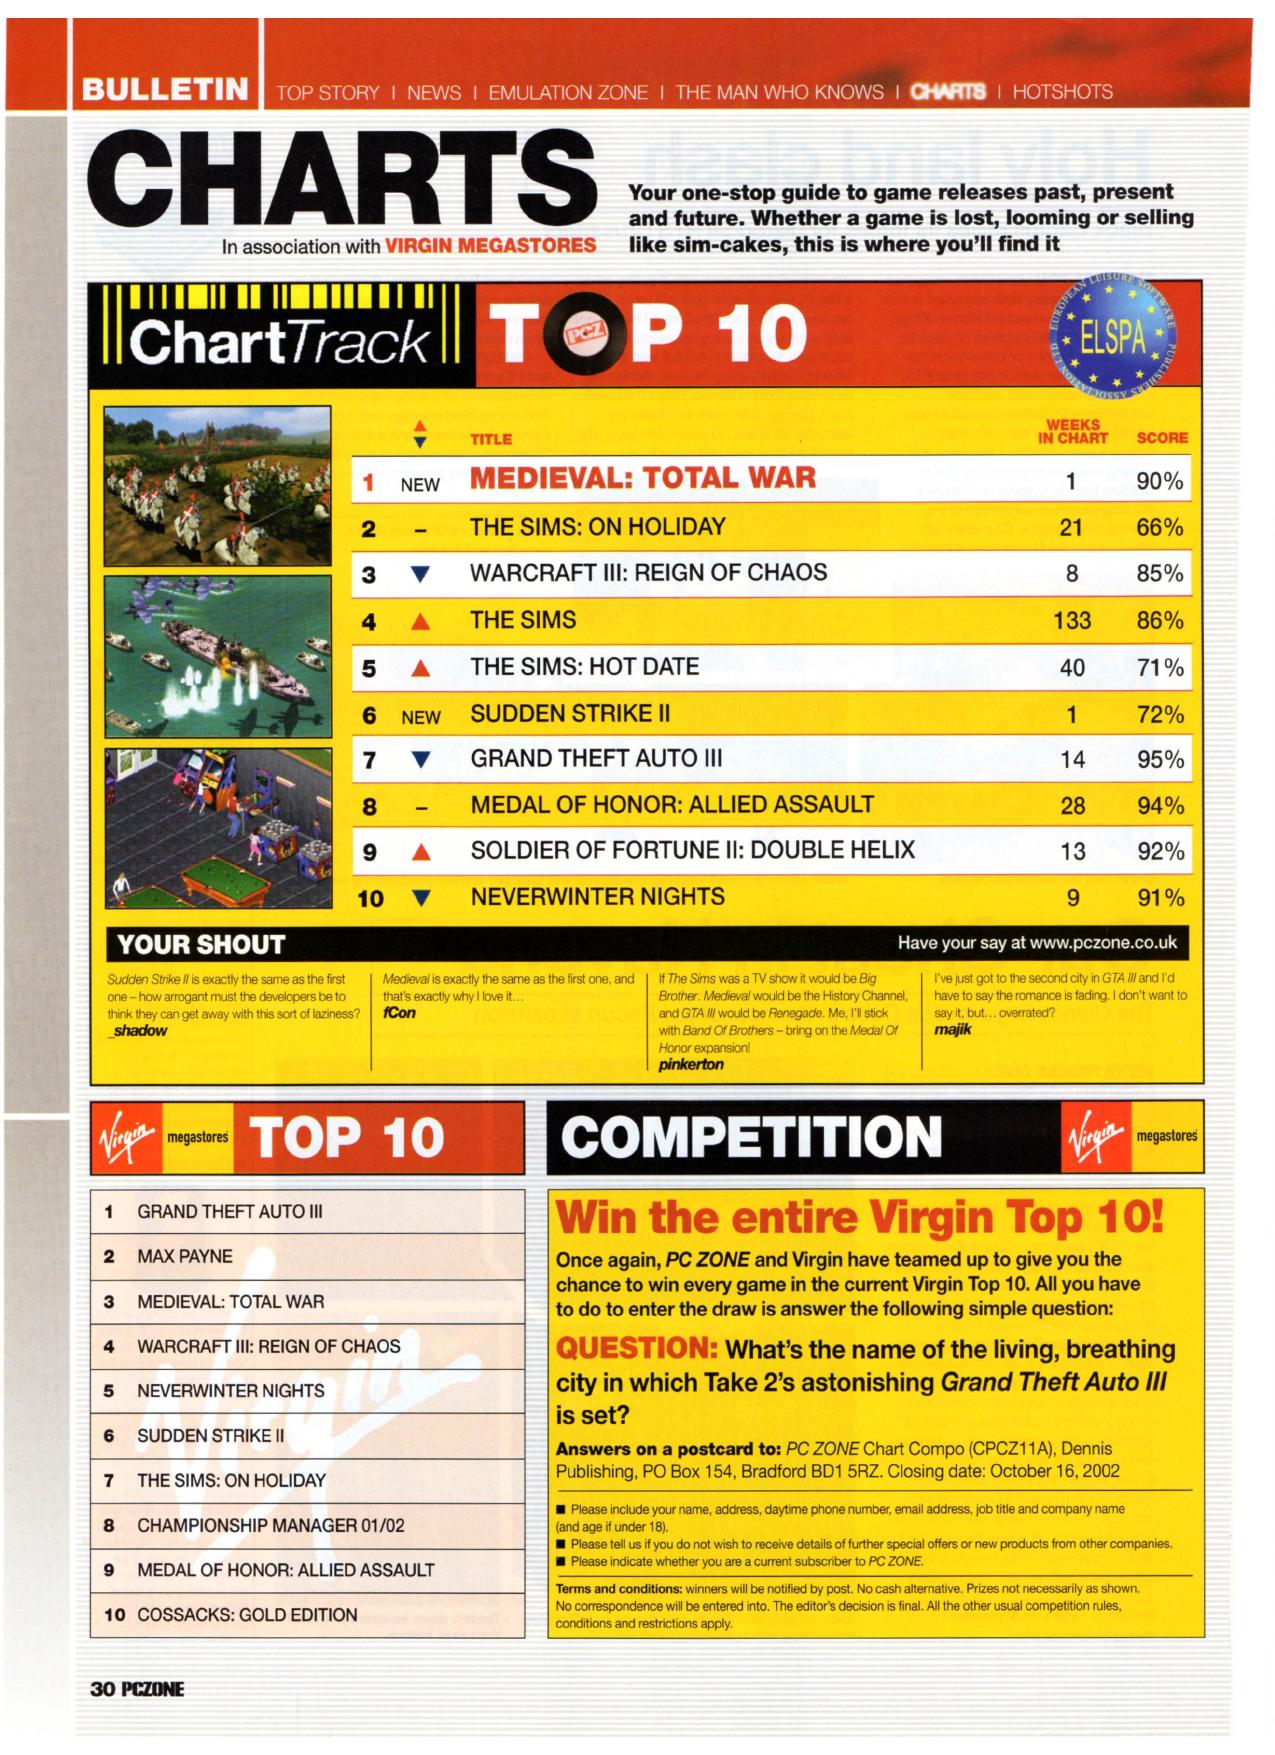 BULLETIN
TOP STORY I NEWS I EMULATION ZONE I THE MAN WHO KNOWS I CHARTS I HOTSHOTS
CHARTS
In association with VIRGIN MEGASTORES
Your one-stop guide to game releases past, present
and future. Whether a game is lost, looming or selling
like sim-cakes, this is where you'll find it
ChartTrack TOP 10
PCZ
EUROPEAN LEISURE SOFTWARE PUBLISHERS ASSOCIATION LTD
ELSPA
TITLE WEEKS IN CHART SCORE
1 NEW MEDIEVAL: TOTAL WAR 1 90%
2 – THE SIMS: ON HOLIDAY 21 66%
3 ▼ WARCRAFT III: REIGN OF CHAOS 8 85%
4 ▲ THE SIMS 133 86%
5 ▲ THE SIMS: HOT DATE 40 71%
6 NEW SUDDEN STRIKE II 1 72%
7 ▼ GRAND THEFT AUTO III 14 95%
8 – MEDAL OF HONOR: ALLIED ASSAULT 28 94%
9 ▲ SOLDIER OF FORTUNE II: DOUBLE HELIX 13 92%
10 ▼ NEVERWINTER NIGHTS 9 91%
YOUR SHOUT
Have your say at www.pczone.co.uk
Sudden Strike II is exactly the same as the first
one – how arrogant must the developers be to
think they can get away with this sort of laziness?
_shadow
Medieval is exactly the same as the first one, and
that's exactly why I love it...
fCon
If The Sims was a TV show it would be Big
Brother. Medieval would be the History Channel,
and GTA III would be Renegade. Me, I'll stick
with Band Of Brothers – bring on the Medal Of
Honor expansion!
pinkerton
I've just got to the second city in GTA III and I'd
have to say the romance is fading. I don't want to
say it, but... overrated?
majik
Virgin megastores TOP 10
1 GRAND THEFT AUTO III
2 MAX PAYNE
3 MEDIEVAL: TOTAL WAR
4 WARCRAFT III: REIGN OF CHAOS
5 NEVERWINTER NIGHTS
6 SUDDEN STRIKE II
7 THE SIMS: ON HOLIDAY
8 CHAMPIONSHIP MANAGER 01/02
9 MEDAL OF HONOR: ALLIED ASSAULT
10 COSSACKS: GOLD EDITION
Virgin
COMPETITION
Virgin megastores
Win the entire Virgin Top 10!
Once again, PC ZONE and Virgin have teamed up to give you the
chance to win every game in the current Virgin Top 10. All you have
to do to enter the draw is answer the following simple question:
QUESTION: What's the name of the living, breathing
city in which Take 2's astonishing Grand Theft Auto III
is set?
Answers on a postcard to: PC ZONE Chart Compo (CPCZ11A), Dennis
Publishing, PO Box 154, Bradford BD1 5RZ. Closing date: October 16, 2002
■ Please include your name, address, daytime phone number, email address, job title and company name
(and age if under 18).
■ Please tell us if you do not wish to receive details of further special offers or new products from other companies.
■ Please indicate whether you are a current subscriber to PC ZONE.
Terms and conditions: winners will be notified by post. No cash alternative. Prizes not necessarily as shown.
No correspondence will be entered into. The editor's decision is final. All the other usual competition rules,
conditions and restrictions apply.
30 PCZONE